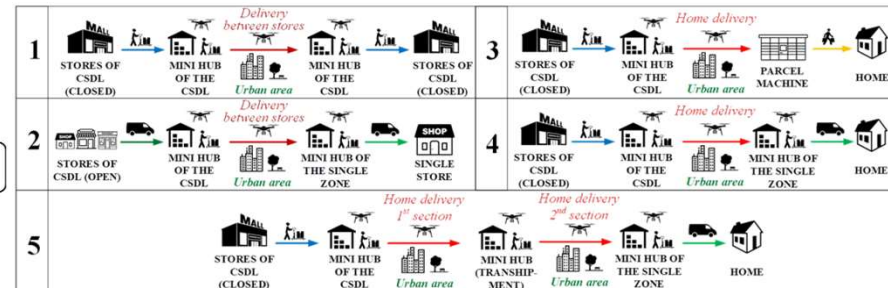 1
MALL
STORES OF
CSDL
(CLOSED)
MINI HUB
OF THE
CSDL
Delivery
between stores
Urban area
MINI HUB
OF THE
CSDL
MALL
STORES OF
CSDL
(CLOSED)
3
MALL
STORES OF
CSDL
(CLOSED)
MINI HUB
OF THE
CSDL
Home delivery
Urban area
PARCEL
MACHINE
HOME
2
SHOP
STORES OF
CSDL (OPEN)
MINI HUB
OF THE
CSDL
Delivery
between stores
Urban area
MINI HUB OF
THE SINGLE
ZONE
SHOP
SINGLE
STORE
4
MALL
STORES OF
CSDL
(CLOSED)
MINI HUB
OF THE
CSDL
Home delivery
Urban area
MINI HUB OF
THE SINGLE
ZONE
HOME
5
MALL
STORES OF
CSDL
(CLOSED)
MINI HUB
OF THE
CSDL
Home delivery
1st section
Urban area
MINI HUB
(TRANSHIP-
MENT)
Home delivery
2nd section
Urban area
MINI HUB OF
THE SINGLE
ZONE
HOME